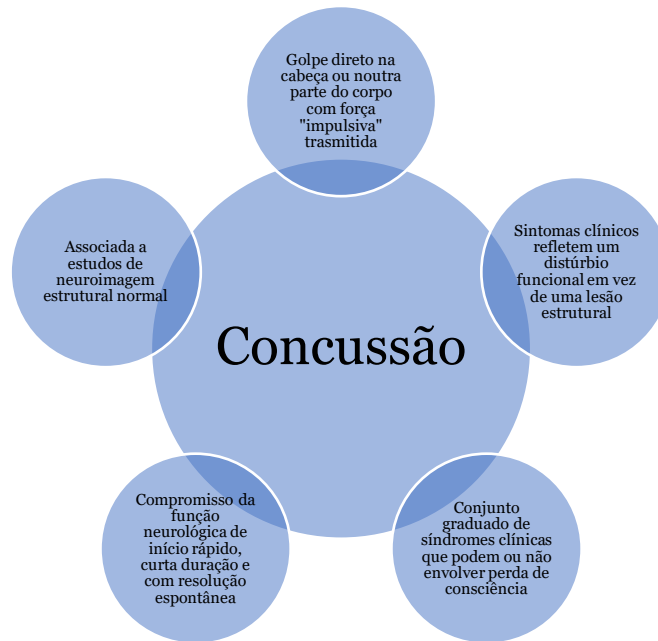 Golpe direto na
cabeça ou noutra
parte do corpo
com força
"impulsiva"
trasmitida
Associada a
estudos de
neuroimagem
estrutural normal
Sintomas clínicos
refletem um
distúrbio
funcional em vez
de uma lesão
estrutural
Concussão
Compromisso da
função
neurológica de
início rápido,
curta duração e
com resolução
espontânea
Conjunto
graduado de
síndromes clínicas
que podem ou não
envolver perda de
consciência